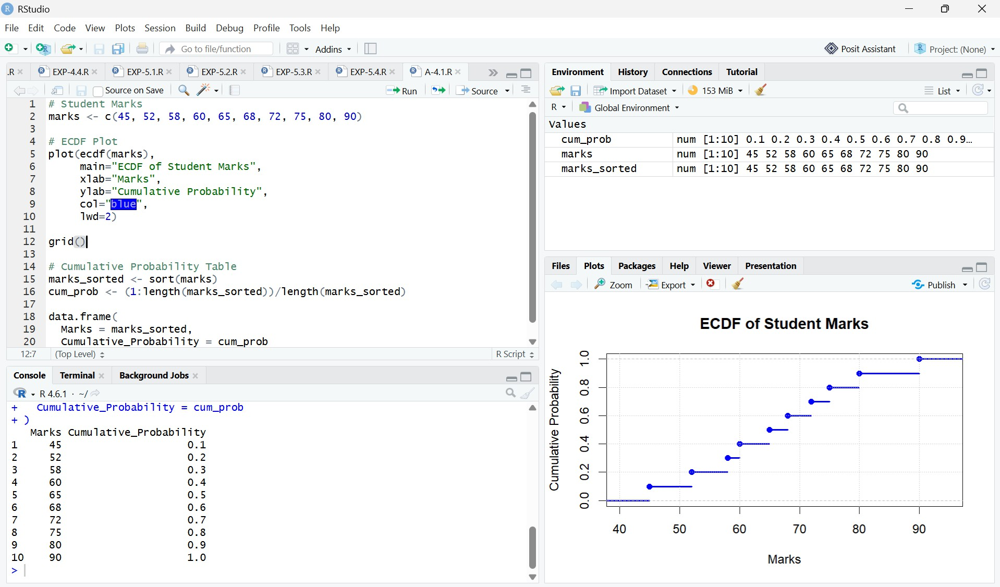 RStudio
File Edit Code View Plots Session Build Debug Profile Tools Help
Go to file/function Addins Posit Assistant Project: (None)
.R EXP-4.4.R EXP-5.1.R EXP-5.2.R EXP-5.3.R EXP-5.4.R A-4.1.R
Source on Save Run Source
1 # Student Marks
2 marks <- c(45, 52, 58, 60, 65, 68, 72, 75, 80, 90)
3
4 # ECDF Plot
5 plot(ecdf(marks),
6 main="ECDF of Student Marks",
7 xlab="Marks",
8 ylab="Cumulative Probability",
9 col="blue",
10 lwd=2)
11
12 grid()
13
14 # Cumulative Probability Table
15 marks_sorted <- sort(marks)
16 cum_prob <- (1:length(marks_sorted))/length(marks_sorted)
17
18 data.frame(
19 Marks = marks_sorted,
20 Cumulative_Probability = cum_prob
12:7 (Top Level) R Script
Console Terminal Background Jobs
R R 4.6.1 · ~/
+ Cumulative_Probability = cum_prob
+ )
Marks Cumulative_Probability
1 45 0.1
2 52 0.2
3 58 0.3
4 60 0.4
5 65 0.5
6 68 0.6
7 72 0.7
8 75 0.8
9 80 0.9
10 90 1.0
>
Environment History Connections Tutorial
Import Dataset 153 MiB List
R Global Environment
Values
cum_prob num [1:10] 0.1 0.2 0.3 0.4 0.5 0.6 0.7 0.8 0.9…
marks num [1:10] 45 52 58 60 65 68 72 75 80 90
marks_sorted num [1:10] 45 52 58 60 65 68 72 75 80 90
Files Plots Packages Help Viewer Presentation
Zoom Export Publish
ECDF of Student Marks
Cumulative Probability
1.0
0.8
0.6
0.4
0.2
0.0
40 50 60 70 80 90
Marks